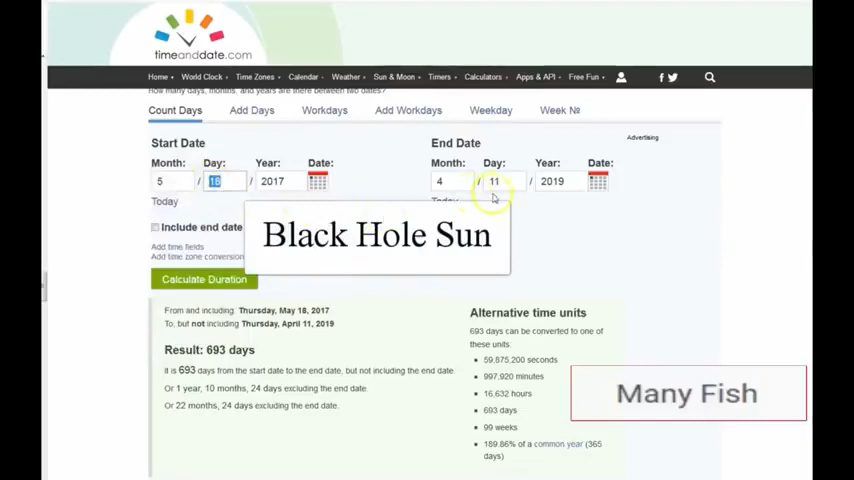 timeanddate.com
Home World Clock Time Zones Calendar Weather Sun & Moon Timers Calculators Apps & API Free Fun
How many days, months, and years are there between two dates?
Count Days Add Days Workdays Add Workdays Weekday Week №
Start Date
Month: Day: Year: Date:
5 / 18 / 2017
Today
End Date
Month: Day: Year: Date:
4 / 11 / 2019
Today
Advertising
Include end date
Add time fields
Add time zone conversion
Calculate Duration
Black Hole Sun
From and including: Thursday, May 18, 2017
To, but not including Thursday, April 11, 2019
Result: 693 days
It is 693 days from the start date to the end date, but not including the end date.
Or 1 year, 10 months, 24 days excluding the end date.
Or 22 months, 24 days excluding the end date.
Alternative time units
693 days can be converted to one of
these units:
59,875,200 seconds
997,920 minutes
16,632 hours
693 days
99 weeks
189.86% of a common year (365
days)
Many Fish